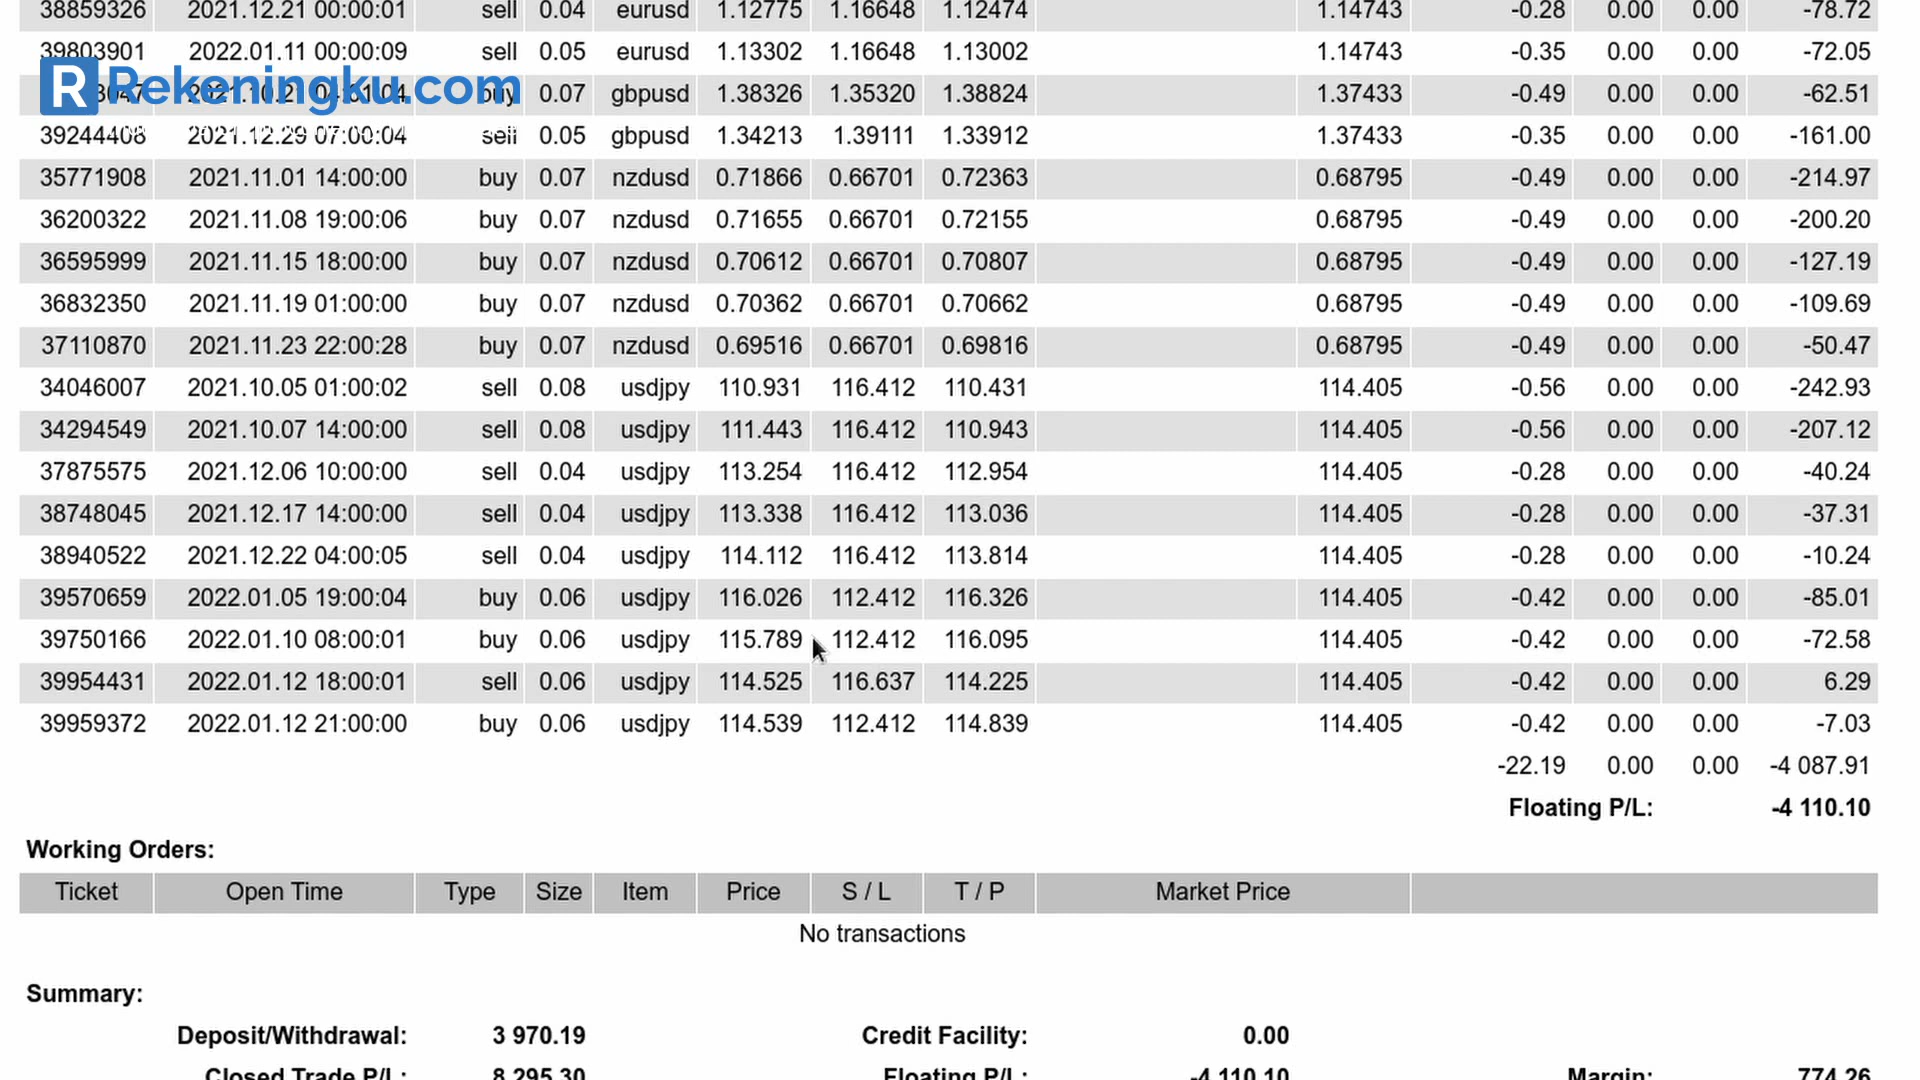 38859326 2021.12.21 00:00:01 sell 0.04 eurusd 1.12775 1.16648 1.12474 1.14743 -0.28 0.00 0.00 -78.72
39803901 2022.01.11 00:00:09 sell 0.05 eurusd 1.13302 1.16648 1.13002 1.14743 -0.35 0.00 0.00 -72.05
R Rekeningku.com
buy 0.07 gbpusd 1.38326 1.35320 1.38824 1.37433 -0.49 0.00 0.00 -62.51
39244408 2021.12.29 07:00:04 sell 0.05 gbpusd 1.34213 1.39111 1.33912 1.37433 -0.35 0.00 0.00 -161.00
35771908 2021.11.01 14:00:00 buy 0.07 nzdusd 0.71866 0.66701 0.72363 0.68795 -0.49 0.00 0.00 -214.97
36200322 2021.11.08 19:00:06 buy 0.07 nzdusd 0.71655 0.66701 0.72155 0.68795 -0.49 0.00 0.00 -200.20
36595999 2021.11.15 18:00:00 buy 0.07 nzdusd 0.70612 0.66701 0.70807 0.68795 -0.49 0.00 0.00 -127.19
36832350 2021.11.19 01:00:00 buy 0.07 nzdusd 0.70362 0.66701 0.70662 0.68795 -0.49 0.00 0.00 -109.69
37110870 2021.11.23 22:00:28 buy 0.07 nzdusd 0.69516 0.66701 0.69816 0.68795 -0.49 0.00 0.00 -50.47
34046007 2021.10.05 01:00:02 sell 0.08 usdjpy 110.931 116.412 110.431 114.405 -0.56 0.00 0.00 -242.93
34294549 2021.10.07 14:00:00 sell 0.08 usdjpy 111.443 116.412 110.943 114.405 -0.56 0.00 0.00 -207.12
37875575 2021.12.06 10:00:00 sell 0.04 usdjpy 113.254 116.412 112.954 114.405 -0.28 0.00 0.00 -40.24
38748045 2021.12.17 14:00:00 sell 0.04 usdjpy 113.338 116.412 113.036 114.405 -0.28 0.00 0.00 -37.31
38940522 2021.12.22 04:00:05 sell 0.04 usdjpy 114.112 116.412 113.814 114.405 -0.28 0.00 0.00 -10.24
39570659 2022.01.05 19:00:04 buy 0.06 usdjpy 116.026 112.412 116.326 114.405 -0.42 0.00 0.00 -85.01
39750166 2022.01.10 08:00:01 buy 0.06 usdjpy 115.789 112.412 116.095 114.405 -0.42 0.00 0.00 -72.58
39954431 2022.01.12 18:00:01 sell 0.06 usdjpy 114.525 116.637 114.225 114.405 -0.42 0.00 0.00 6.29
39959372 2022.01.12 21:00:00 buy 0.06 usdjpy 114.539 112.412 114.839 114.405 -0.42 0.00 0.00 -7.03
-22.19 0.00 0.00 -4 087.91
Floating P/L: -4 110.10
Working Orders:
Ticket Open Time Type Size Item Price S / L T / P Market Price
No transactions
Summary:
Deposit/Withdrawal: 3 970.19 Credit Facility: 0.00
Closed Trade P/L: 8 295.30 Floating P/L: -4 110.10 Margin: 774.26